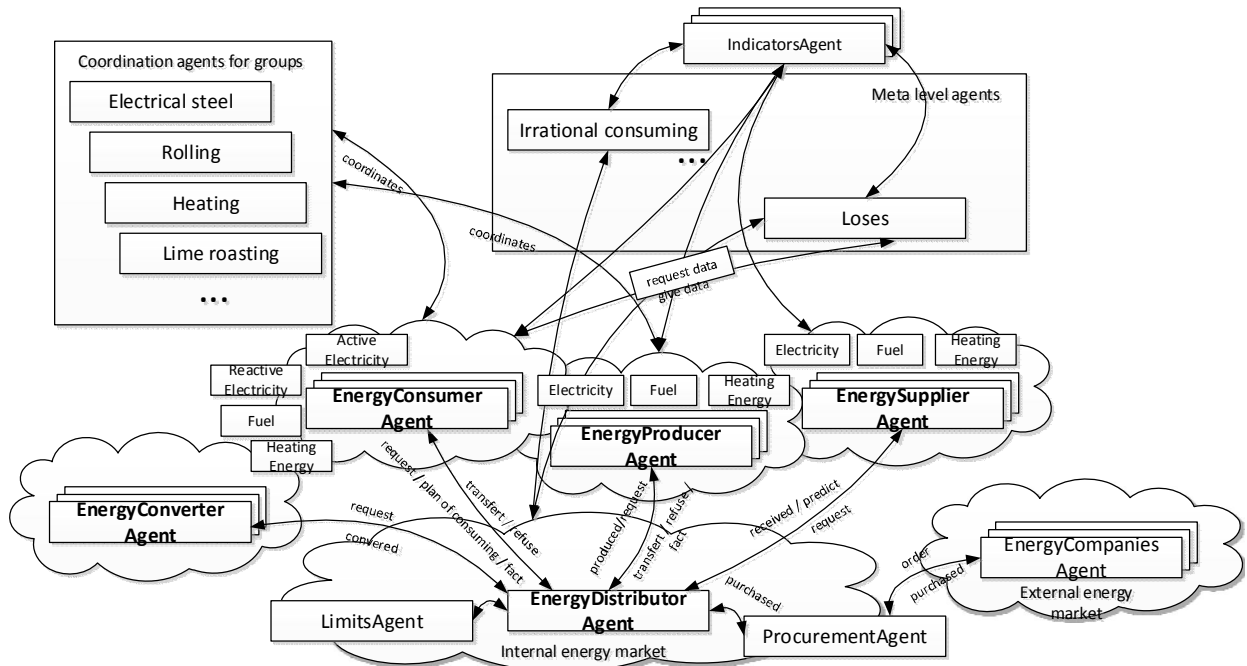 IndicatorsAgent
Coordination agents for groups
Electrical steel
Rolling
Heating
Lime roasting
...
Meta level agents
Irrational consuming
...
Loses
coordinates
coordinates
request data
give data
Active
Electricity
Reactive
Electricity
Fuel
Heating
Energy
EnergyConsumer
Agent
Electricity
Fuel
Heating
Energy
EnergyProducer
Agent
Electricity
Fuel
Heating
Energy
EnergySupplier
Agent
EnergyConverter
Agent
request
convered
request / plan of consuming / fact
transfert / refuse
produced/request
transfert / refuse
fact
received / predict
request
EnergyCompanies
Agent
External energy
market
order
purchased
purchased
LimitsAgent
EnergyDistributor
Agent
ProcurementAgent
Internal energy market